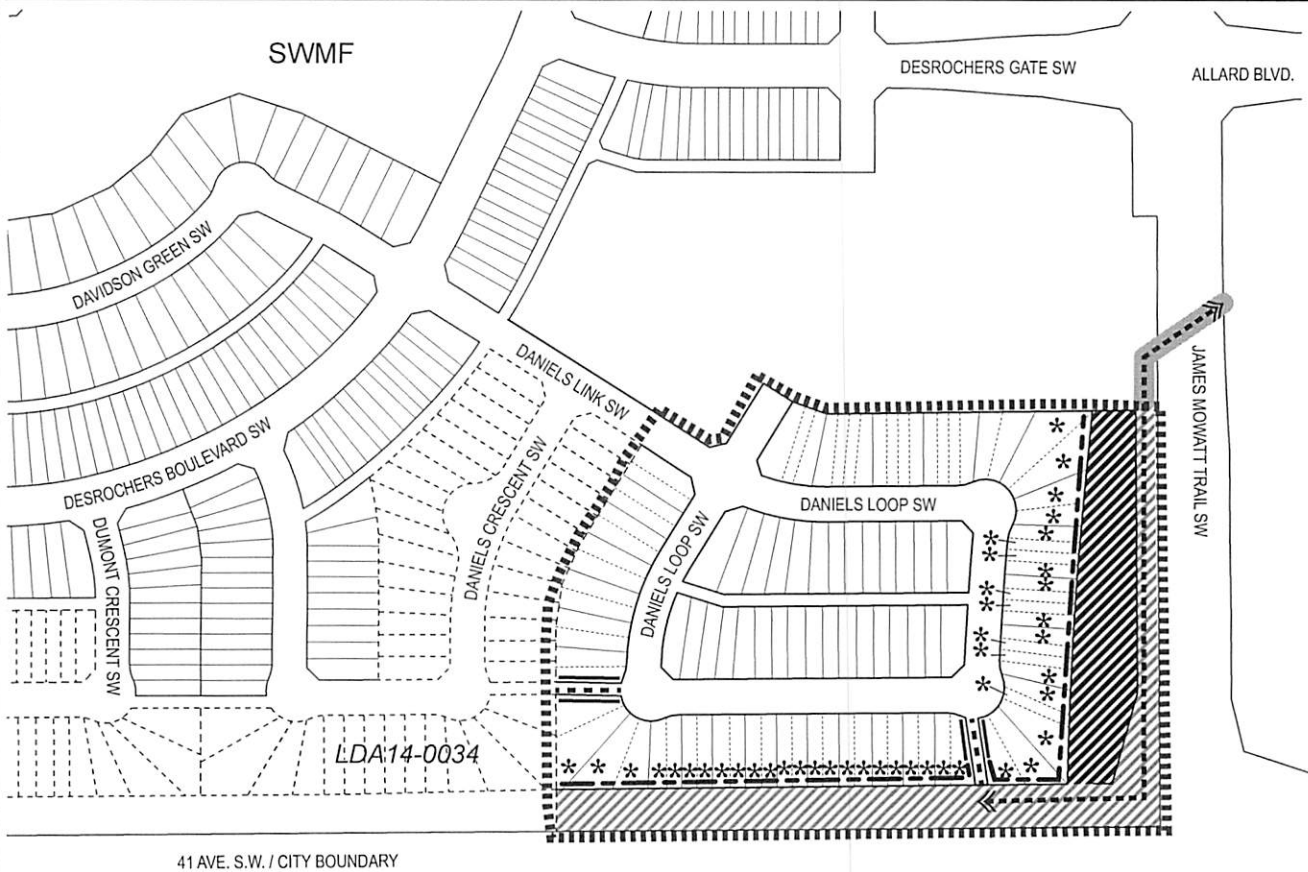 SWMF
DESROCHERS GATE SW
ALLARD BLVD.
DAVIDSON GREEN SW
JAMES MOWATT TRAIL SW
DANIELS LINK SW
DESROCHERS BOULEVARD SW
DANIELS CRESCENT SW
DANIELS LOOP SW
DANIELS LOOP SW
DUMONT CRESCENT SW
LDA14-0034
41 AVE. S.W. / CITY BOUNDARY